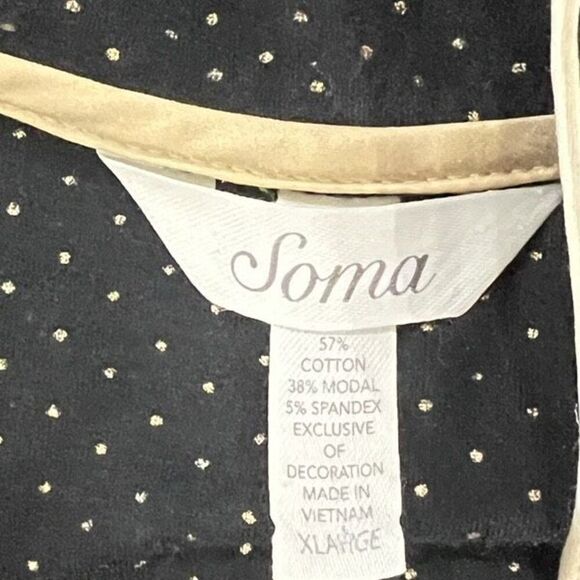 Soma
57%
COTTON
38% MODAL
5% SPANDEX
EXCLUSIVE
OF
DECORATION
MADE IN
VIETNAM
XLARGE